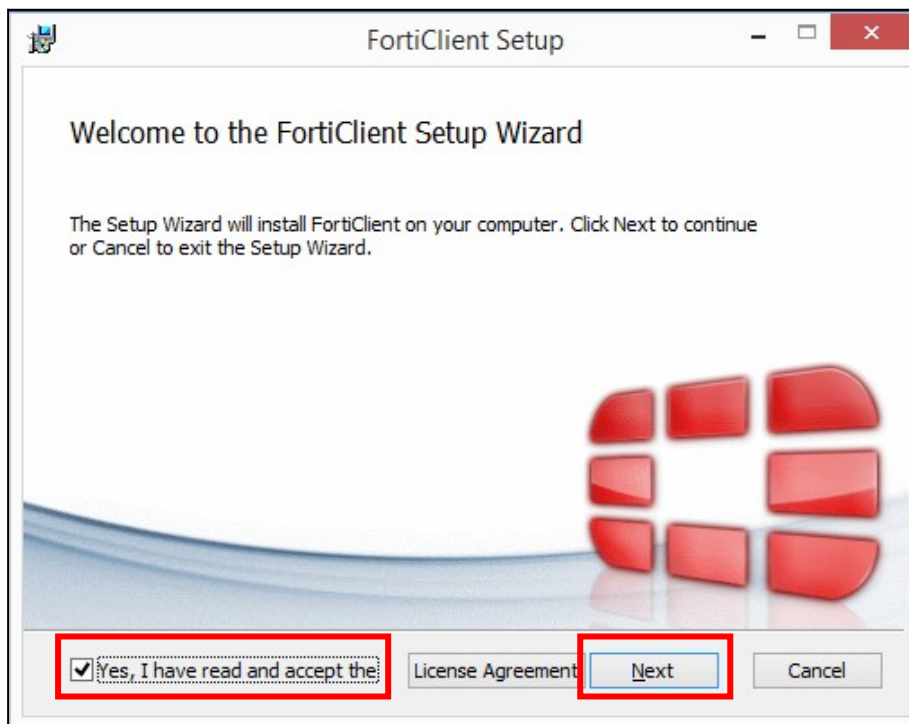 FortiClient Setup
Welcome to the FortiClient Setup Wizard
The Setup Wizard will install FortiClient on your computer. Click Next to continue
or Cancel to exit the Setup Wizard.
Yes, I have read and accept the License Agreement Next Cancel